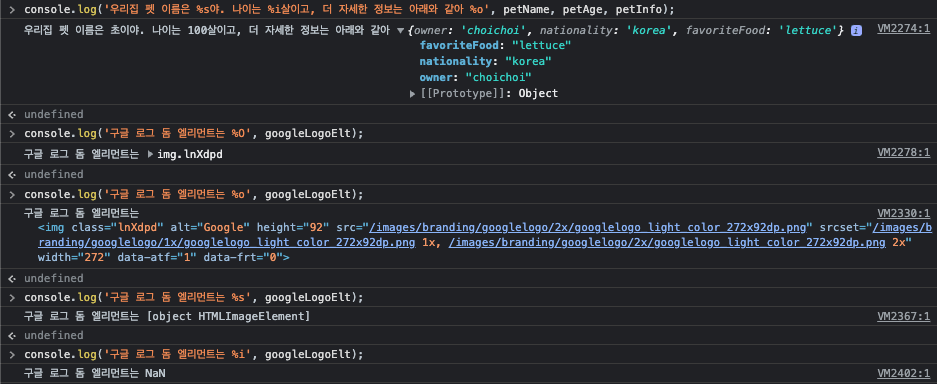 console.log('우리집 펫 이름은 %s야. 나이는 %i살이고, 더 자세한 정보는 아래와 같아 %o', petName, petAge, petInfo);
우리집 펫 이름은 초이야. 나이는 100살이고, 더 자세한 정보는 아래와 같아 ▼{owner: 'choichoi', nationality: 'korea', favoriteFood: 'lettuce'} i VM2274:1
favoriteFood: "lettuce"
nationality: "korea"
owner: "choichoi"
▶[[Prototype]]: Object
undefined
console.log('구글 로그 돔 엘리먼트는 %O', googleLogoElt);
구글 로그 돔 엘리먼트는 ▶img.lnXdpd VM2278:1
undefined
console.log('구글 로그 돔 엘리먼트는 %o', googleLogoElt);
구글 로그 돔 엘리먼트는 VM2330:1
<img class="lnXdpd" alt="Google" height="92" src="/images/branding/googlelogo/2x/googlelogo_light_color_272x92dp.png" srcset="/images/b
randing/googlelogo/1x/googlelogo_light_color_272x92dp.png 1x, /images/branding/googlelogo/2x/googlelogo_light_color_272x92dp.png 2x"
width="272" data-atf="1" data-frt="0">
undefined
console.log('구글 로그 돔 엘리먼트는 %s', googleLogoElt);
구글 로그 돔 엘리먼트는 [object HTMLImageElement] VM2367:1
undefined
console.log('구글 로그 돔 엘리먼트는 %i', googleLogoElt);
구글 로그 돔 엘리먼트는 NaN VM2402:1